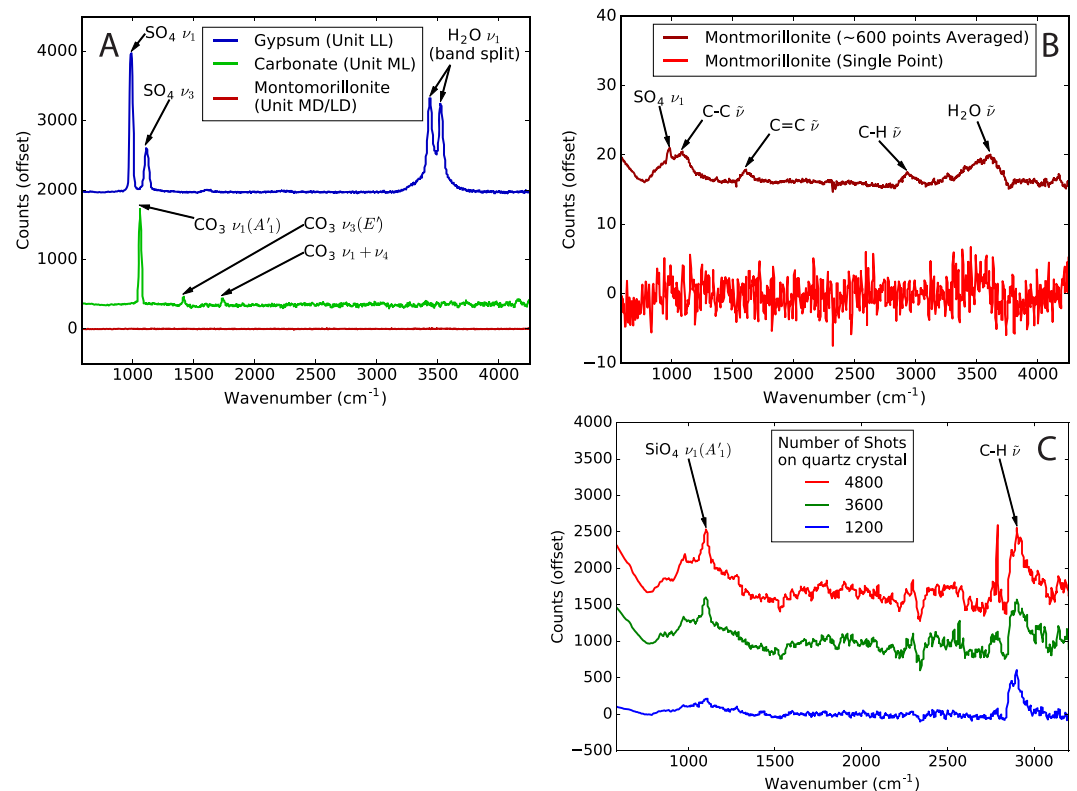 A
SO₄ ν₁
SO₄ ν₃
Gypsum (Unit LL)
Carbonate (Unit ML)
Montomorillonite
(Unit MD/LD)
H₂O ν₁
(band split)
CO₃ ν₁(A′₁)
CO₃ ν₃(E′)
CO₃ ν₁ + ν₄
Counts (offset)
4000
3000
2000
1000
0
1000 1500 2000 2500 3000 3500 4000
Wavenumber (cm⁻¹)
B
Montmorillonite (~600 points Averaged)
Montmorillonite (Single Point)
SO₄ ν₁
C-C ν̃
C=C ν̃
C-H ν̃
H₂O ν̃
Counts (offset)
40
30
20
10
0
−10
1000 1500 2000 2500 3000 3500 4000
Wavenumber (cm⁻¹)
C
SiO₄ ν₁(A′₁)
Number of Shots
on quartz crystal
4800
3600
1200
C-H ν̃
Counts (offset)
4000
3500
3000
2500
2000
1500
1000
500
0
−500
1000 1500 2000 2500 3000
Wavenumber (cm⁻¹)